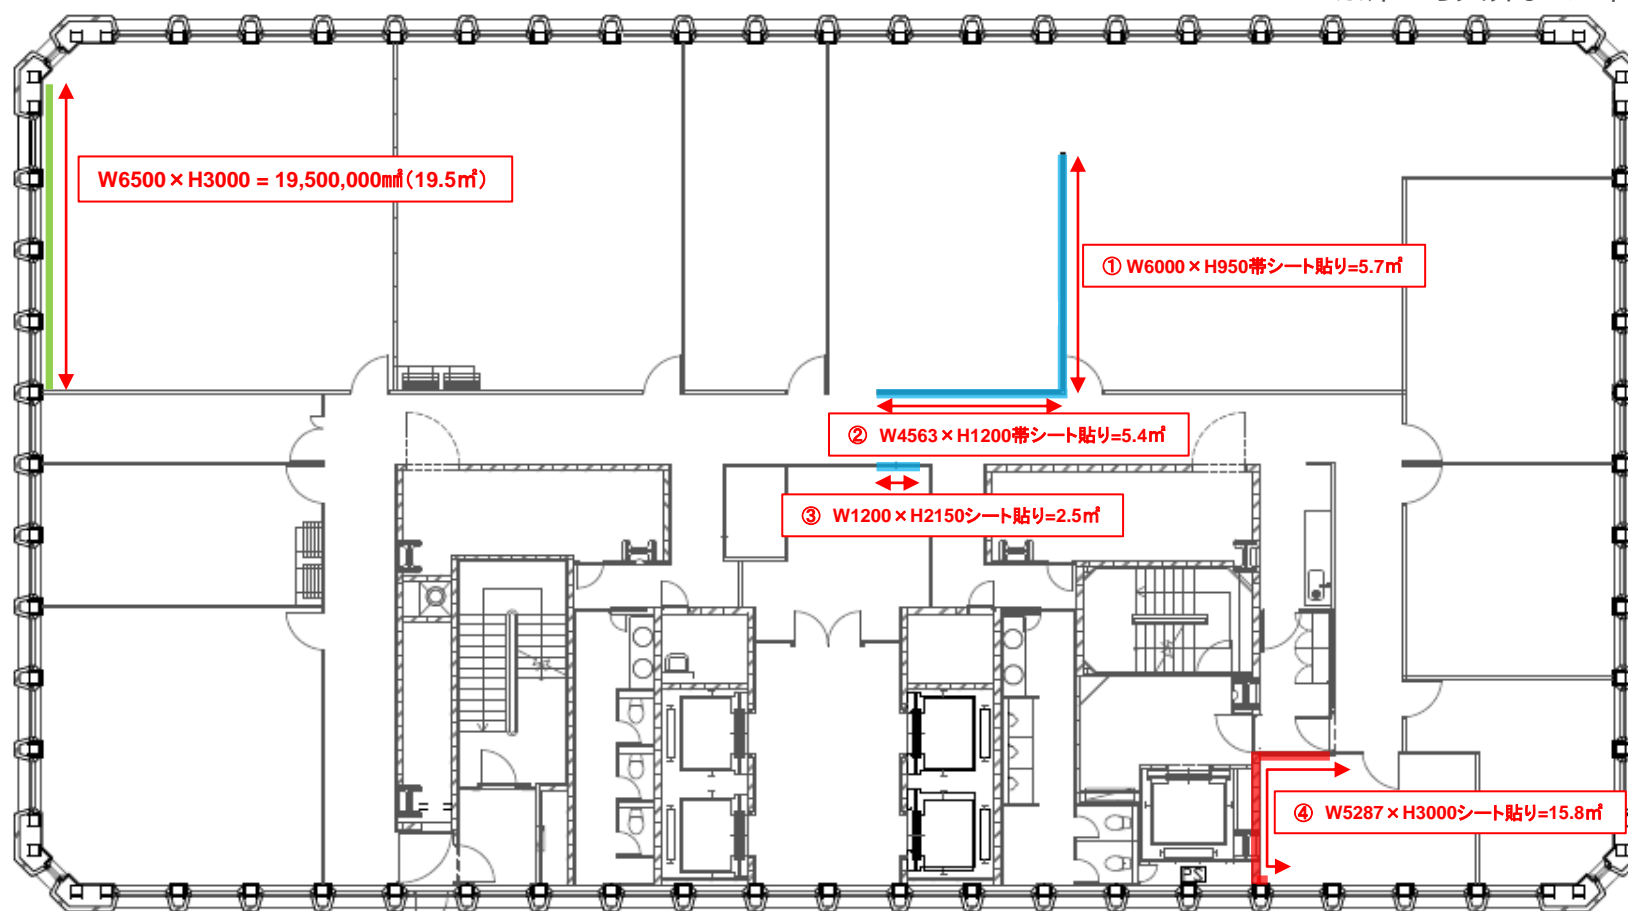 W6500×H3000 = 19,500,000㎟(19.5㎡)
① W6000×H950帯シート貼り=5.7㎡
② W4563×H1200帯シート貼り=5.4㎡
③ W1200×H2150シート貼り=2.5㎡
④ W5287×H3000シート貼り=15.8㎡
PS